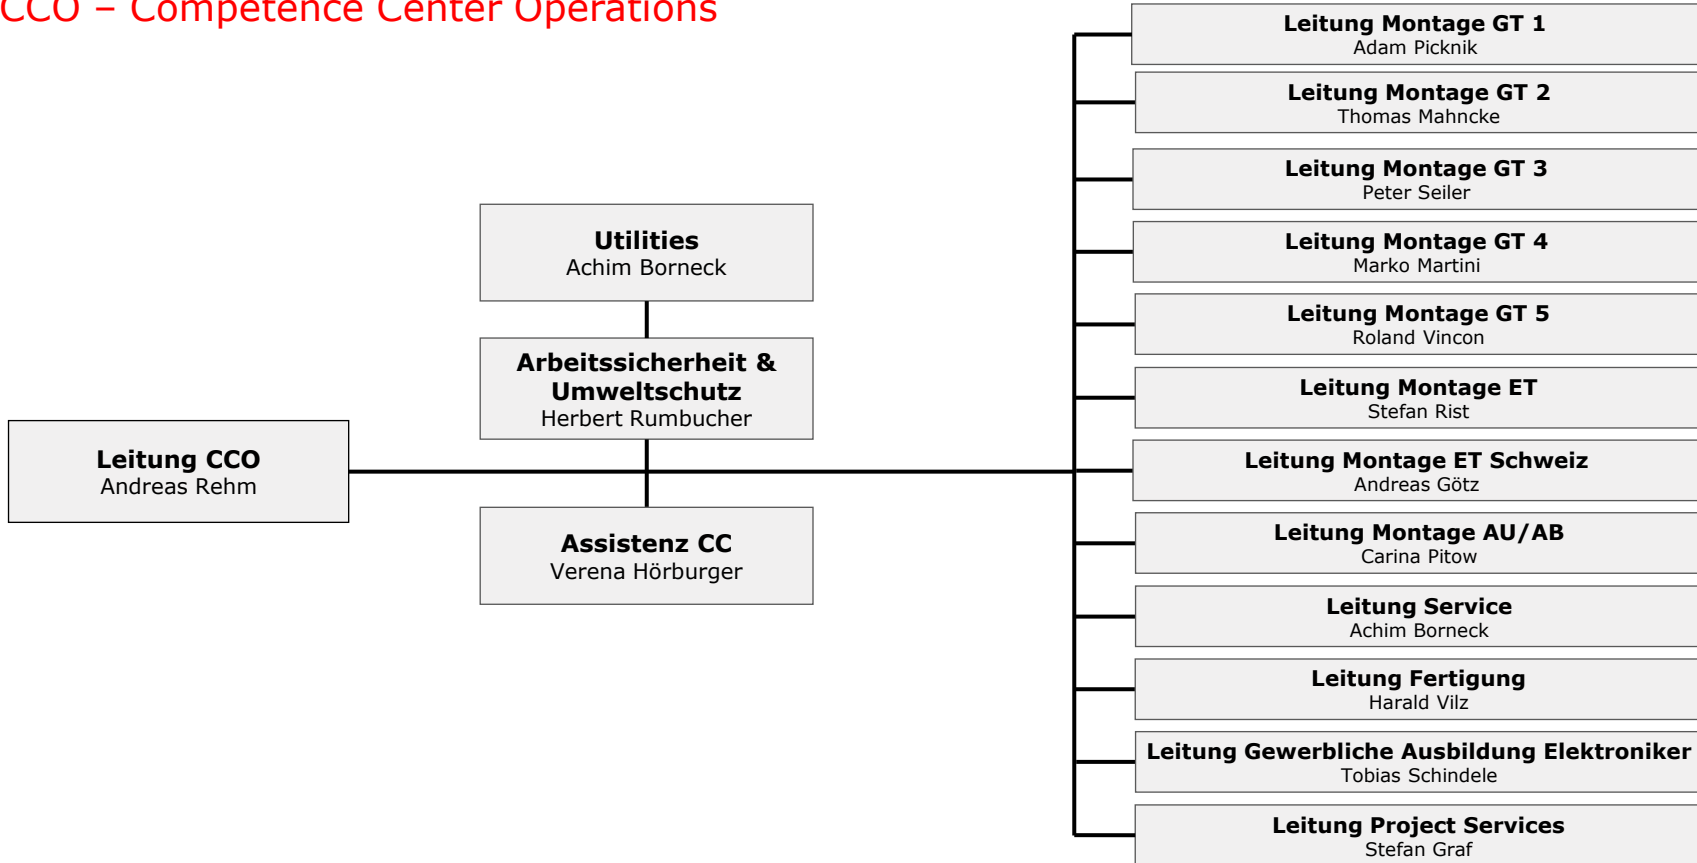 CCO – Competence Center Operations
Leitung CCO
Andreas Rehm
Utilities
Achim Borneck
Arbeitssicherheit &
Umweltschutz
Herbert Rumbucher
Assistenz CC
Verena Hörburger
Leitung Montage GT 1
Adam Picknik
Leitung Montage GT 2
Thomas Mahncke
Leitung Montage GT 3
Peter Seiler
Leitung Montage GT 4
Marko Martini
Leitung Montage GT 5
Roland Vincon
Leitung Montage ET
Stefan Rist
Leitung Montage ET Schweiz
Andreas Götz
Leitung Montage AU/AB
Carina Pitow
Leitung Service
Achim Borneck
Leitung Fertigung
Harald Vilz
Leitung Gewerbliche Ausbildung Elektroniker
Tobias Schindele
Leitung Project Services
Stefan Graf